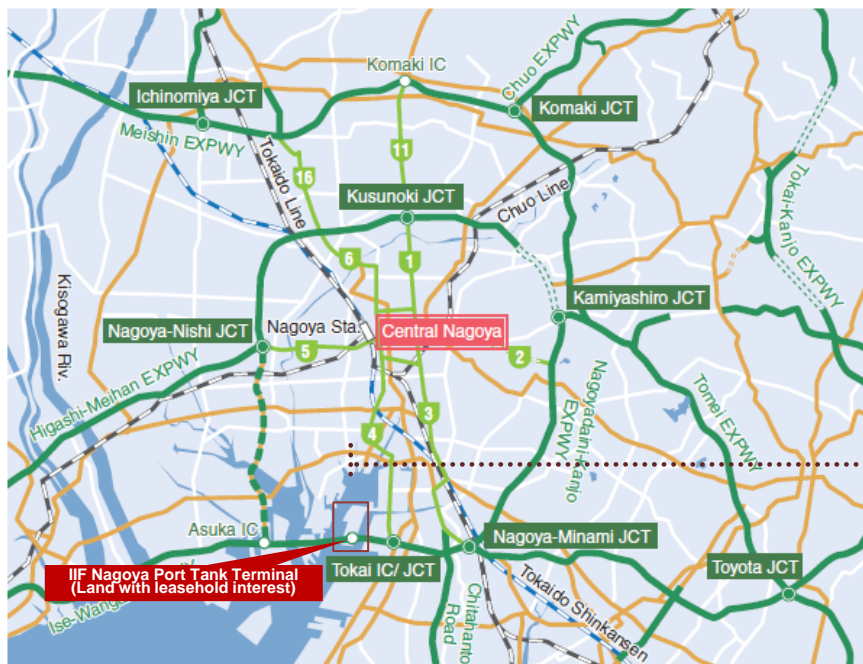 Komaki IC
Chuo EXPWY
Ichinomiya JCT
Komaki JCT
Meishin EXPWY
11
Tokaido Line
16
Chuo Line
Tokai-Kanjo EXPWY
Kusunoki JCT
6
1
Kisogawa Riv.
Kamiyashiro JCT
Nagoya-Nishi JCT
Nagoya Sta.
Central Nagoya
5
2
Higashi-Meihan EXPWY
Nagoyadaini-Kanjo
EXPWY
Tomei EXPWY
3
4
Asuka IC
Nagoya-Minami JCT
IIF Nagoya Port Tank Terminal
(Land with leasehold interest)
Tokai IC/ JCT
Toyota JCT
Ise-Wang
Chitahanto
Road
Tokaido Shinkansen